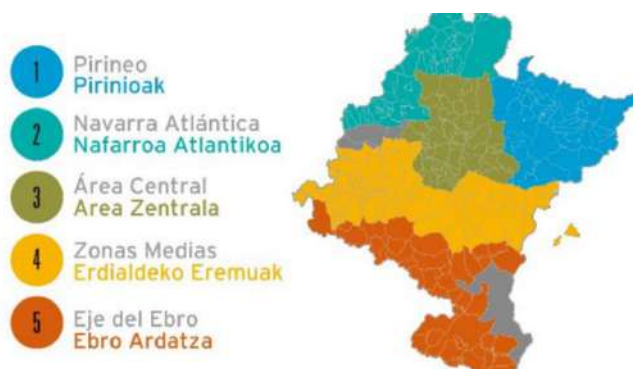 1
Pirineo
Pirinioak
2
Navarra Atlántica
Nafarroa Atlantikoa
3
Área Central
Area Zentrala
4
Zonas Medias
Erdialdeko Eremuak
5
Eje del Ebro
Ebro Ardatza